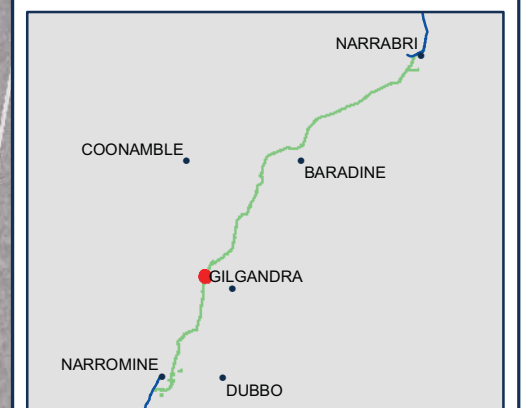 NARRABRI
COONAMBLE
BARADINE
GILGANDRA
NARROMINE
DUBBO